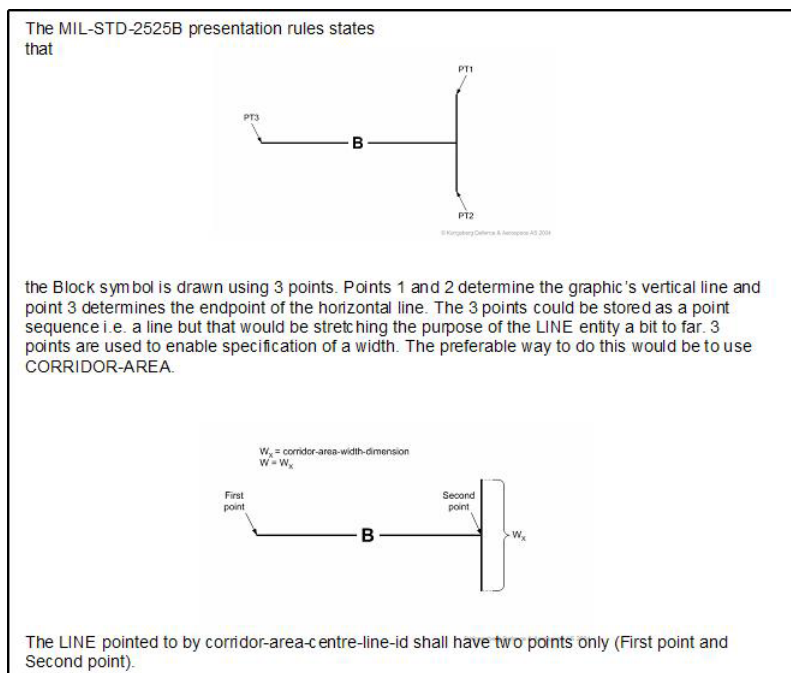 The MIL-STD-2525B presentation rules states
that
PT1
PT3
B
PT2
© Kongsberg Defence & Aerospace AS 2004
the Block symbol is drawn using 3 points. Points 1 and 2 determine the graphic's vertical line and
point 3 determines the endpoint of the horizontal line. The 3 points could be stored as a point
sequence i.e. a line but that would be stretching the purpose of the LINE entity a bit to far. 3
points are used to enable specification of a width. The preferable way to do this would be to use
CORRIDOR-AREA.
Wx = corridor-area-width-dimension
W = Wx
First
point
Second
point
B
Wx
The LINE pointed to by corridor-area-centre-line-id shall have two points only (First point and
Second point).